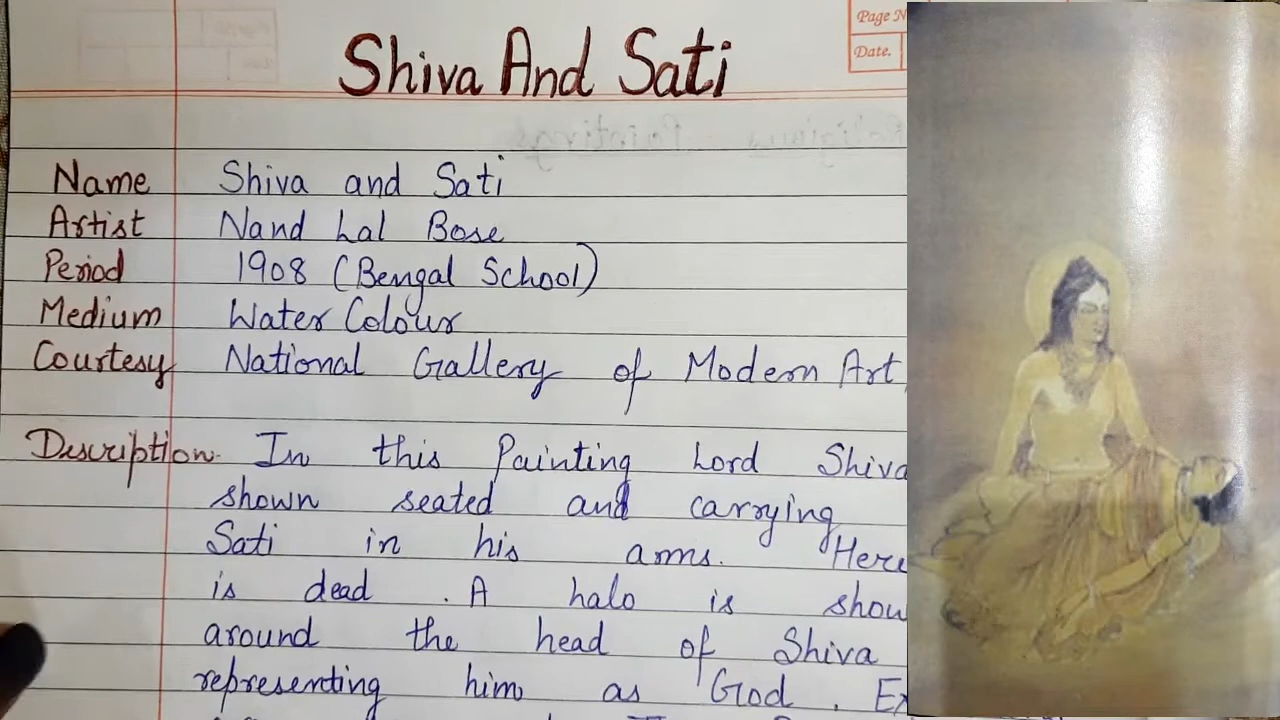 Page N
Date.
Shiva And Sati
Religious Paintings
Name Shiva and Sati
Artist Nand Lal Bose
Period 1908 (Bengal School)
Medium Water Colour
Courtesy National Gallery of Modern Art,
Description. In this Painting Lord Shiva
shown seated and carrying
Sati in his arms. Here
is dead . A halo is show
around the head of Shiva
representing him as God . Ex